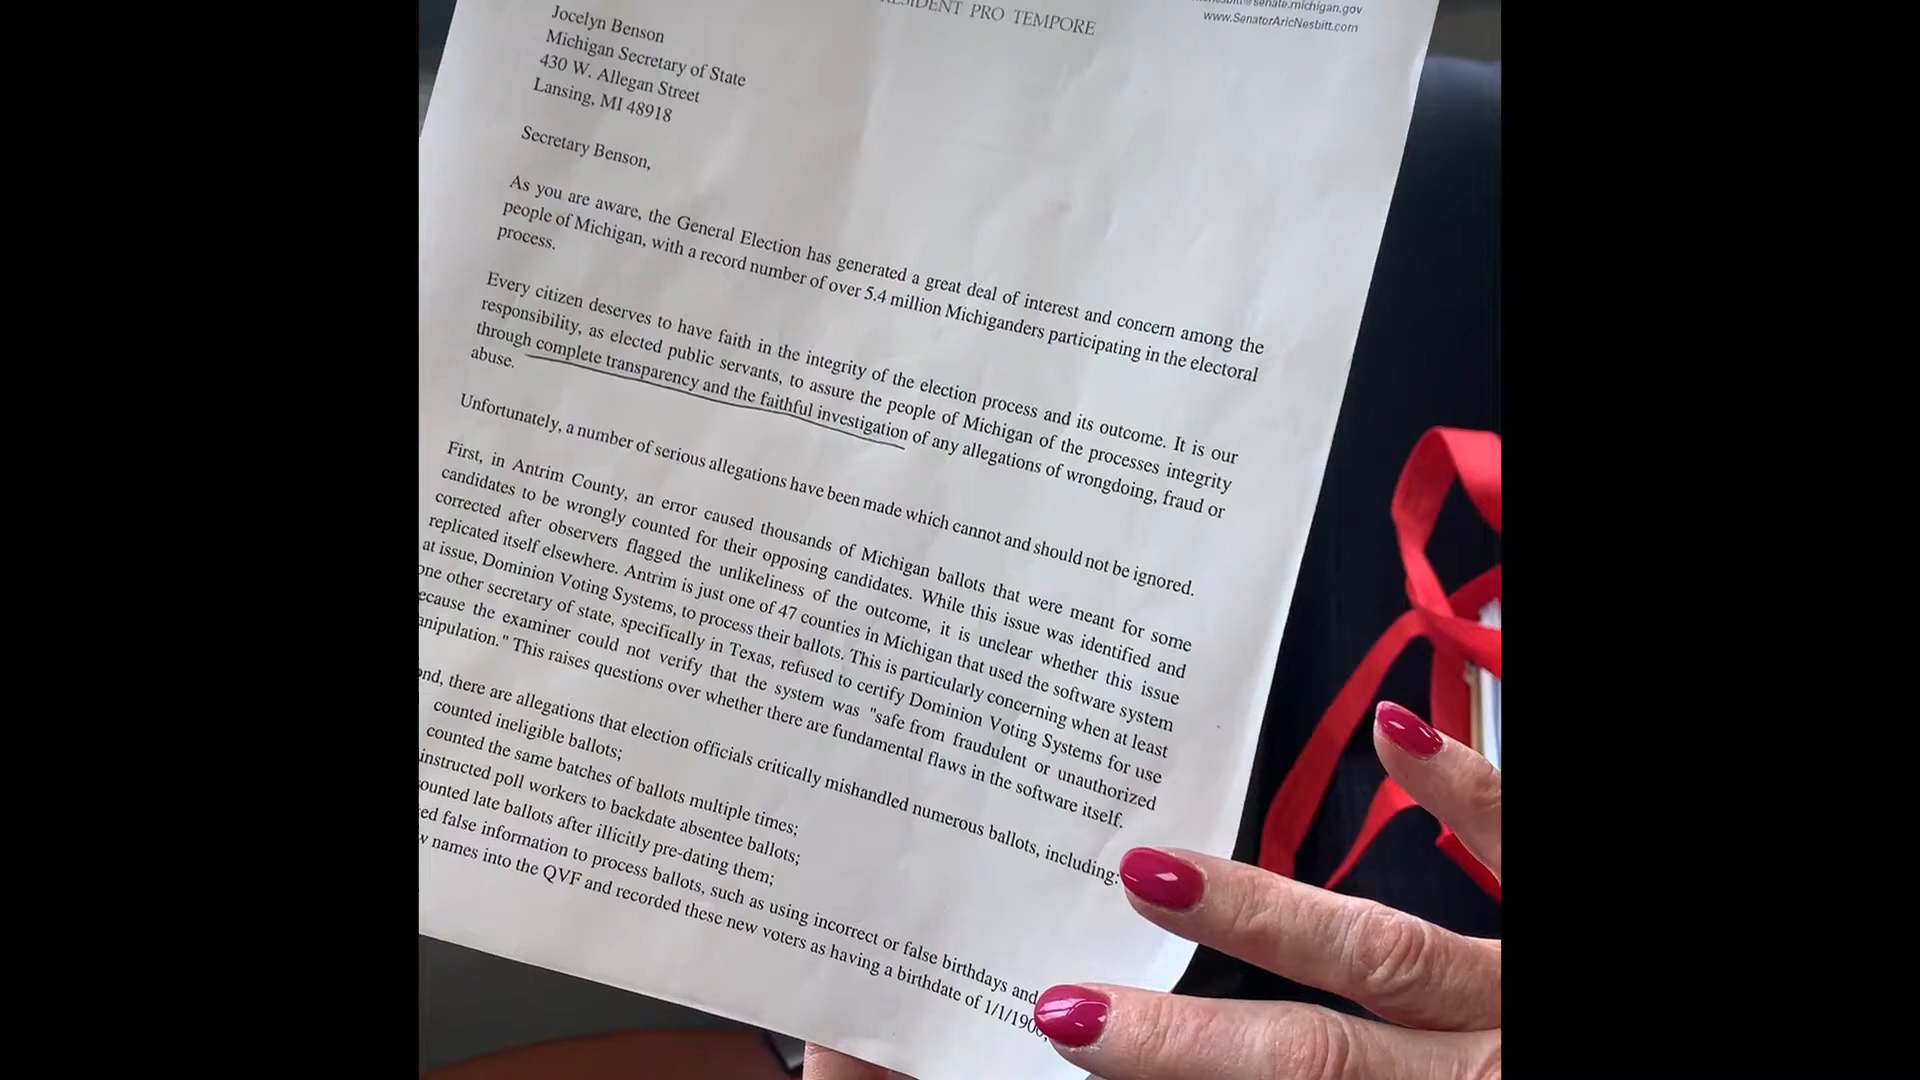 PRO TEMPORE
@senate.michigan.gov
www.SenatorAricNesbitt.com
Jocelyn Benson
Michigan Secretary of State
430 W. Allegan Street
Lansing, MI 48918
Secretary Benson,
As you are aware, the General Election has generated a great deal of interest and concern among the
people of Michigan, with a record number of over 5.4 million Michiganders participating in the electoral
process.
Every citizen deserves to have faith in the integrity of the election process and its outcome. It is our
responsibility, as elected public servants, to assure the people of Michigan of the processes integrity
through complete transparency and the faithful investigation of any allegations of wrongdoing, fraud or
abuse.
Unfortunately, a number of serious allegations have been made which cannot and should not be ignored.
First, in Antrim County, an error caused thousands of Michigan ballots that were meant for some
candidates to be wrongly counted for their opposing candidates. While this issue was identified and
corrected after observers flagged the unlikeliness of the outcome, it is unclear whether this issue
replicated itself elsewhere. Antrim is just one of 47 counties in Michigan that used the software system
at issue, Dominion Voting Systems, to process their ballots. This is particularly concerning when at least
one other secretary of state, specifically in Texas, refused to certify Dominion Voting Systems for use
ecause the examiner could not verify that the system was "safe from fraudulent or unauthorized
anipulation." This raises questions over whether there are fundamental flaws in the software itself.
ond, there are allegations that election officials critically mishandled numerous ballots, including:
counted ineligible ballots;
counted the same batches of ballots multiple times;
instructed poll workers to backdate absentee ballots;
ounted late ballots after illicitly pre-dating them;
ed false information to process ballots, such as using incorrect or false birthdays and
w names into the QVF and recorded these new voters as having a birthdate of 1/1/1900;